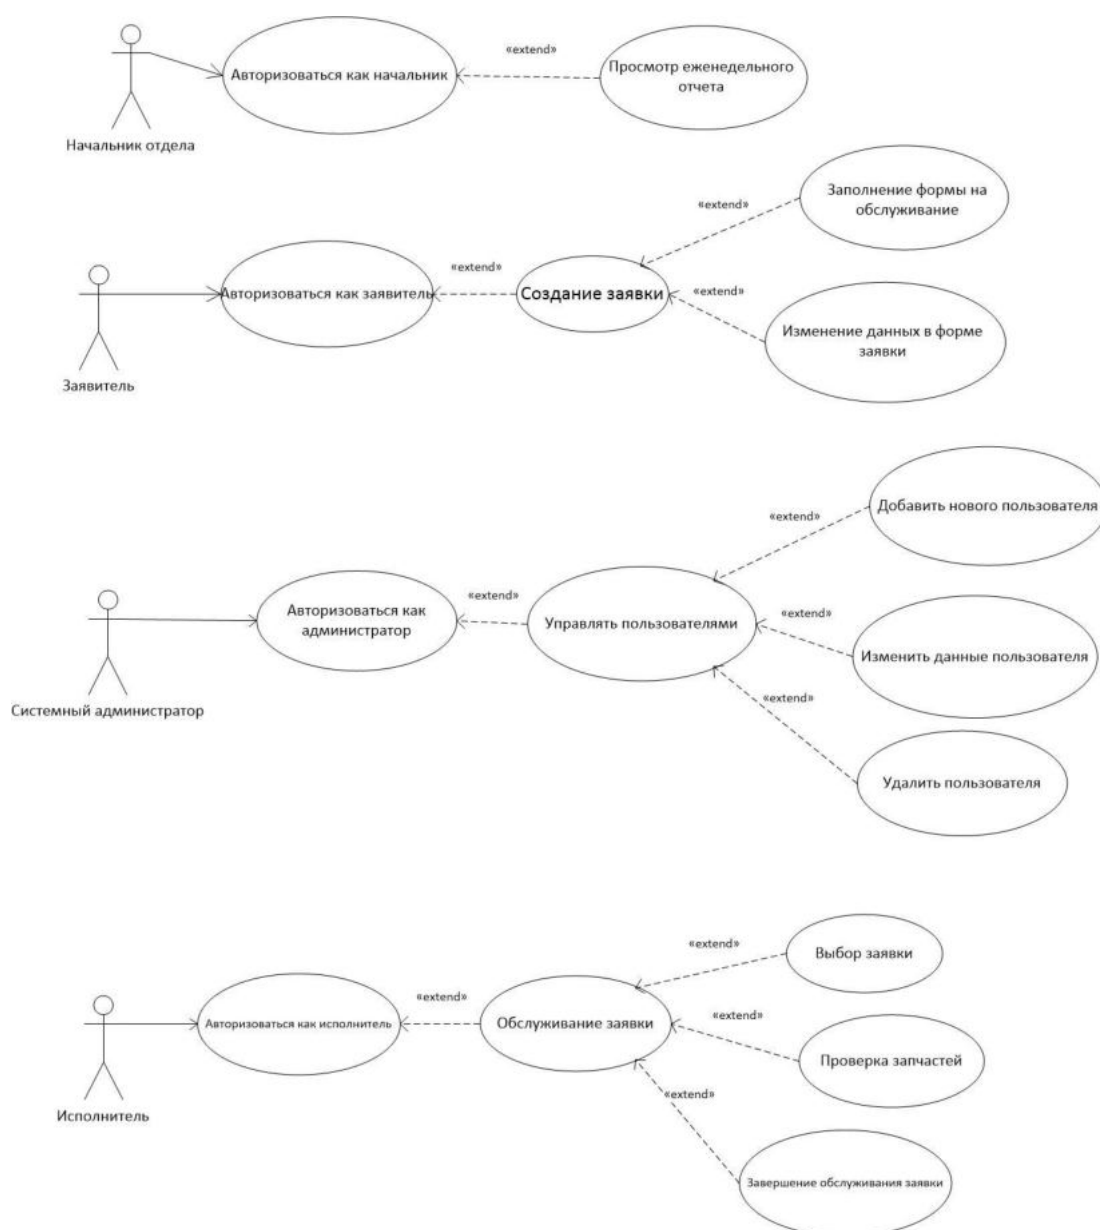 «extend»
Авторизоваться как начальник
Просмотр еженедельного
отчета
Начальник отдела
«extend»
Заполнение формы на
обслуживание
«extend»
Авторизоваться как заявитель
Создание заявки
«extend»
Изменение данных в форме
заявки
Заявитель
«extend»
Добавить нового пользователя
«extend»
Авторизоваться как
администратор
Управлять пользователями
«extend»
Изменить данные пользователя
Системный администратор
«extend»
Удалить пользователя
«extend»
Выбор заявки
«extend»
Авторизоваться как исполнитель
Обслуживание заявки
«extend»
Проверка запчастей
Исполнитель
«extend»
Завершение обслуживания заявки